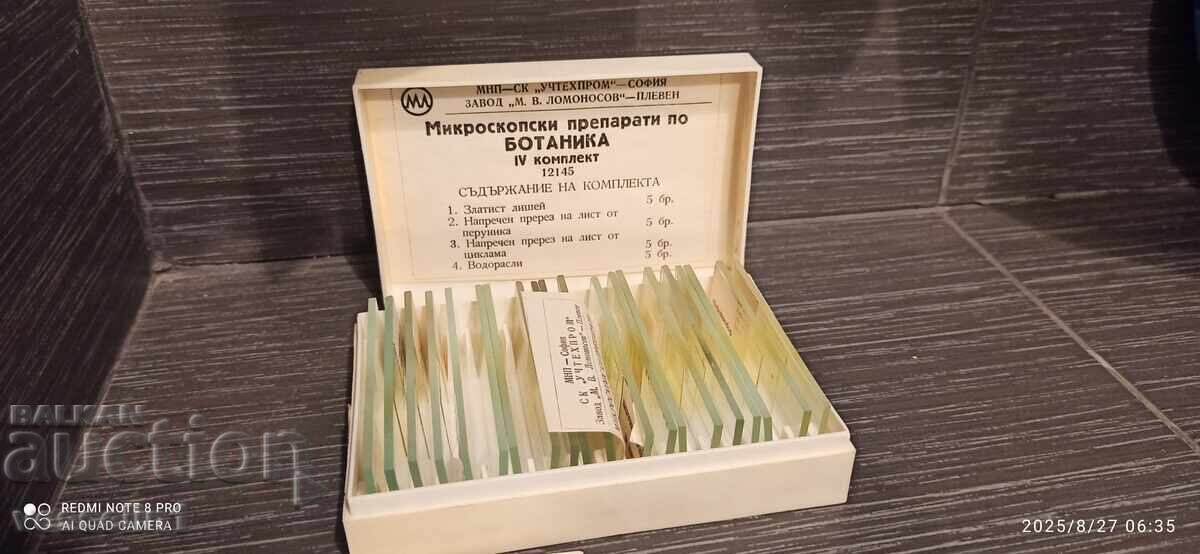 МНП—СК „УЧТЕХПРОМ"—СОФИЯ
ЗАВОД „М. В. ЛОМОНОСОВ"—ПЛЕВЕН
МЛ
Микроскопски препарати по
БОТАНИКА
IV комплект
12145
СЪДЪРЖАНИЕ НА КОМПЛЕКТА
1. Златист лишей 5 бр.
2. Напречен пререз на лист от
перуника 5 бр.
3. Напречен пререз на лист от
циклама 5 бр.
4. Водорасли 5 бр.
МНП — София
СК „УЧТЕХПРОМ"
Завод „М. В. Ломоносов" — Плевен
BALKAN
auction
REDMI NOTE 8 PRO
AI QUAD CAMERA
2025/8/27 06:35